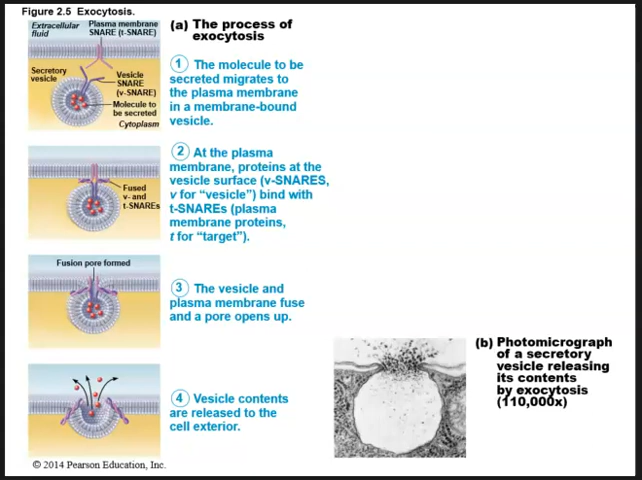 Figure 2.5 Exocytosis.
Extracellular
fluid
Plasma membrane
SNARE (t-SNARE)
Secretory
vesicle
Vesicle
SNARE
(v-SNARE)
Molecule to
be secreted
Cytoplasm
(a) The process of
exocytosis
1 The molecule to be
secreted migrates to
the plasma membrane
in a membrane-bound
vesicle.
Fused
v- and
t-SNAREs
2 At the plasma
membrane, proteins at the
vesicle surface (v-SNARES,
v for “vesicle”) bind with
t-SNAREs (plasma
membrane proteins,
t for “target”).
Fusion pore formed
3 The vesicle and
plasma membrane fuse
and a pore opens up.
4 Vesicle contents
are released to the
cell exterior.
(b) Photomicrograph
of a secretory
vesicle releasing
its contents
by exocytosis
(110,000x)
© 2014 Pearson Education, Inc.